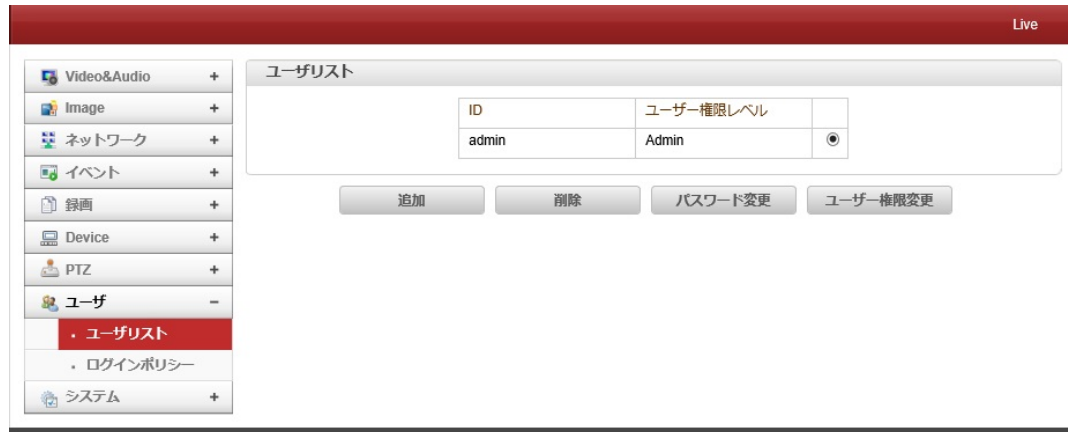 Live
Video&Audio +
Image +
ネットワーク +
イベント +
録画 +
Device +
PTZ +
ユーザ -
・ ユーザリスト
・ ログインポリシー
システム +
ユーザリスト
ID ユーザー権限レベル
admin Admin
追加 削除 パスワード変更 ユーザー権限変更